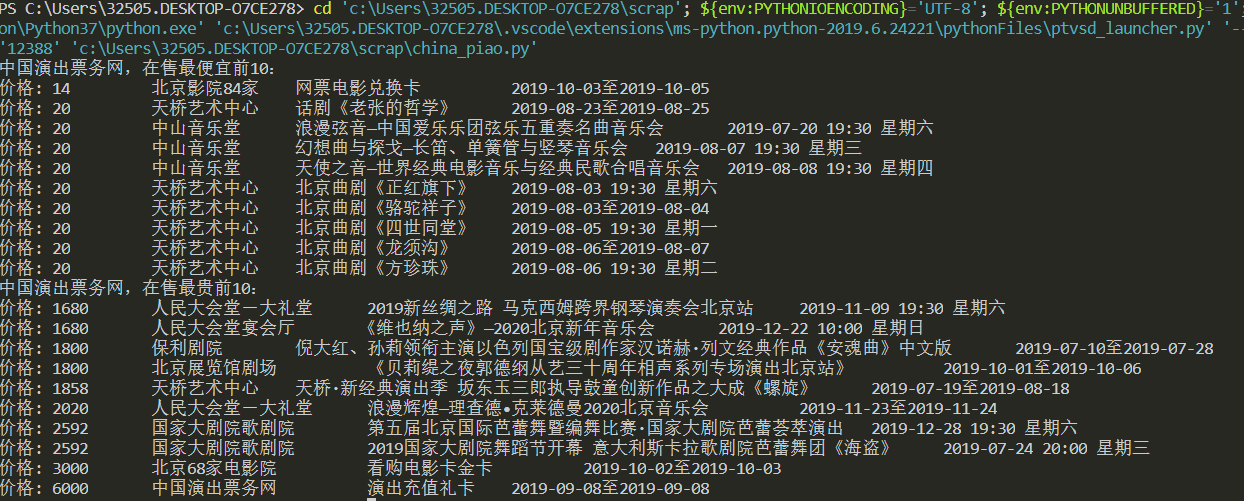 PS C:\Users\32505.DESKTOP-O7CE278> cd 'c:\Users\32505.DESKTOP-O7CE278\scrap'; ${env:PYTHONIOENCODING}='UTF-8'; ${env:PYTHONUNBUFFERED}='1';
on\Python37\python.exe' 'c:\Users\32505.DESKTOP-O7CE278\.vscode\extensions\ms-python.python-2019.6.24221\pythonFiles\ptvsd_launcher.py' '--
'12388' 'c:\Users\32505.DESKTOP-O7CE278\scrap\china_piao.py'
中国演出票务网，在售最便宜前10：
价格: 14 北京影院84家 网票电影兑换卡 2019-10-03至2019-10-05
价格: 20 天桥艺术中心 话剧《老张的哲学》 2019-08-23至2019-08-25
价格: 20 中山音乐堂 浪漫弦音—中国爱乐乐团弦乐五重奏名曲音乐会 2019-07-20 19:30 星期六
价格: 20 中山音乐堂 幻想曲与探戈—长笛、单簧管与竖琴音乐会 2019-08-07 19:30 星期三
价格: 20 中山音乐堂 天使之音—世界经典电影音乐与经典民歌合唱音乐会 2019-08-08 19:30 星期四
价格: 20 天桥艺术中心 北京曲剧《正红旗下》 2019-08-03 19:30 星期六
价格: 20 天桥艺术中心 北京曲剧《骆驼祥子》 2019-08-03至2019-08-04
价格: 20 天桥艺术中心 北京曲剧《四世同堂》 2019-08-05 19:30 星期一
价格: 20 天桥艺术中心 北京曲剧《龙须沟》 2019-08-06至2019-08-07
价格: 20 天桥艺术中心 北京曲剧《方珍珠》 2019-08-06 19:30 星期二
中国演出票务网，在售最贵前10：
价格: 1680 人民大会堂－大礼堂 2019新丝绸之路 马克西姆跨界钢琴演奏会北京站 2019-11-09 19:30 星期六
价格: 1680 人民大会堂宴会厅 《维也纳之声》—2020北京新年音乐会 2019-12-22 10:00 星期日
价格: 1800 保利剧院 倪大红、孙莉领衔主演以色列国宝级剧作家汉诺赫·列文经典作品《安魂曲》中文版 2019-07-10至2019-07-28
价格: 1800 北京展览馆剧场 《贝莉缇之夜郭德纲从艺三十周年相声系列专场演出北京站》 2019-10-01至2019-10-06
价格: 1858 天桥艺术中心 天桥·新经典演出季 坂东玉三郎执导鼓童创新作品之大成《螺旋》 2019-07-19至2019-08-18
价格: 2020 人民大会堂－大礼堂 浪漫辉煌—理查德•克莱德曼2020北京音乐会 2019-11-23至2019-11-24
价格: 2592 国家大剧院歌剧院 第五届北京国际芭蕾舞暨编舞比赛·国家大剧院芭蕾荟萃演出 2019-12-28 19:30 星期六
价格: 2592 国家大剧院歌剧院 2019国家大剧院舞蹈节开幕 意大利斯卡拉歌剧院芭蕾舞团《海盗》 2019-07-24 20:00 星期三
价格: 3000 北京68家电影院 看购电影卡金卡 2019-10-02至2019-10-03
价格: 6000 中国演出票务网 演出充值礼卡 2019-09-08至2019-09-08